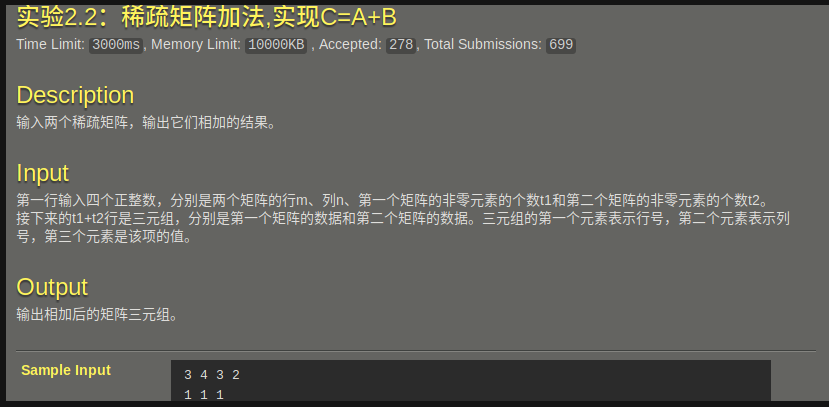 实验2.2：稀疏矩阵加法,实现C=A+B
Time Limit: 3000ms, Memory Limit: 10000KB , Accepted: 278, Total Submissions: 699
Description
输入两个稀疏矩阵，输出它们相加的结果。
Input
第一行输入四个正整数，分别是两个矩阵的行m、列n、第一个矩阵的非零元素的个数t1和第二个矩阵的非零元素的个数t2。
接下来的t1+t2行是三元组，分别是第一个矩阵的数据和第二个矩阵的数据。三元组的第一个元素表示行号，第二个元素表示列
号，第三个元素是该项的值。
Output
输出相加后的矩阵三元组。
Sample Input
3 4 3 2
1 1 1